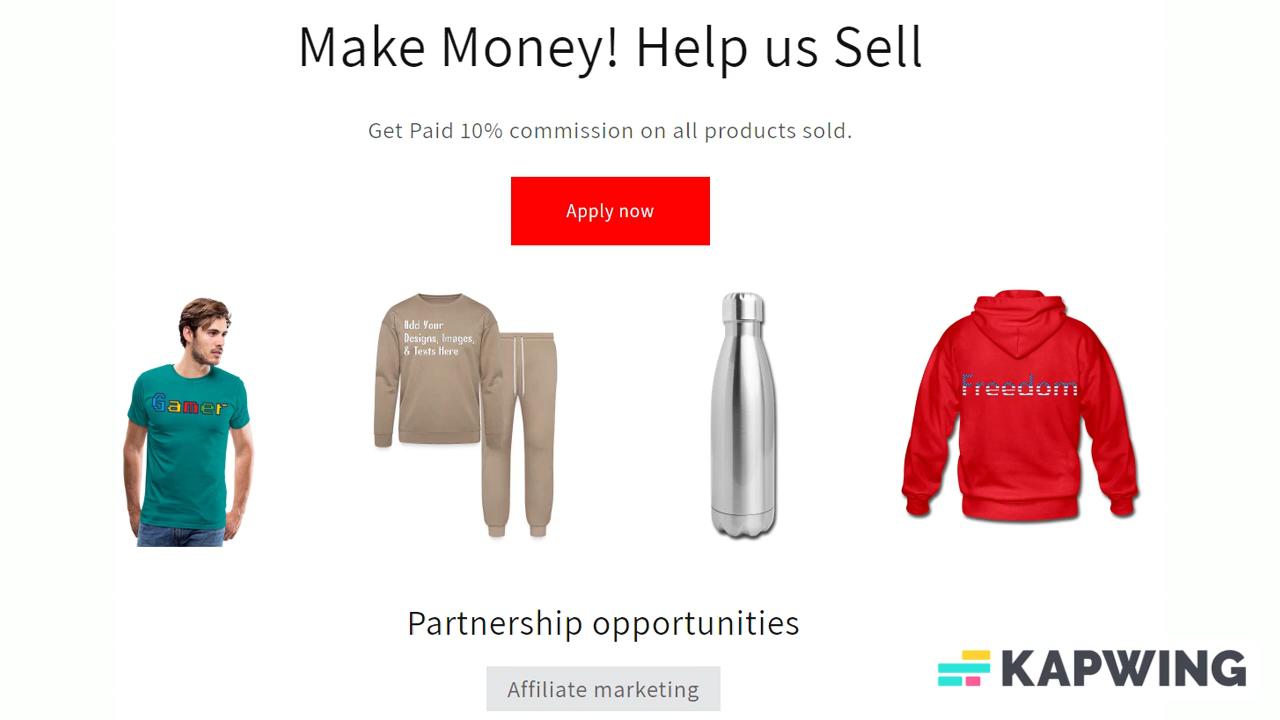 Make Money! Help us Sell
Get Paid 10% commission on all products sold.
Apply now
Gamer
Add Your
Designs, Images,
& Texts Here
Freedom
Partnership opportunities
Affiliate marketing
KAPWING